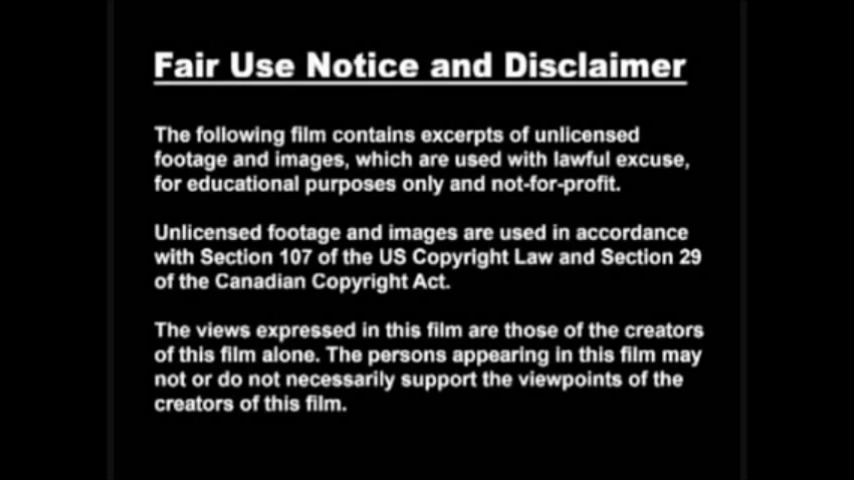 Fair Use Notice and Disclaimer
The following film contains excerpts of unlicensed
footage and images, which are used with lawful excuse,
for educational purposes only and not-for-profit.
Unlicensed footage and images are used in accordance
with Section 107 of the US Copyright Law and Section 29
of the Canadian Copyright Act.
The views expressed in this film are those of the creators
of this film alone. The persons appearing in this film may
not or do not necessarily support the viewpoints of the
creators of this film.